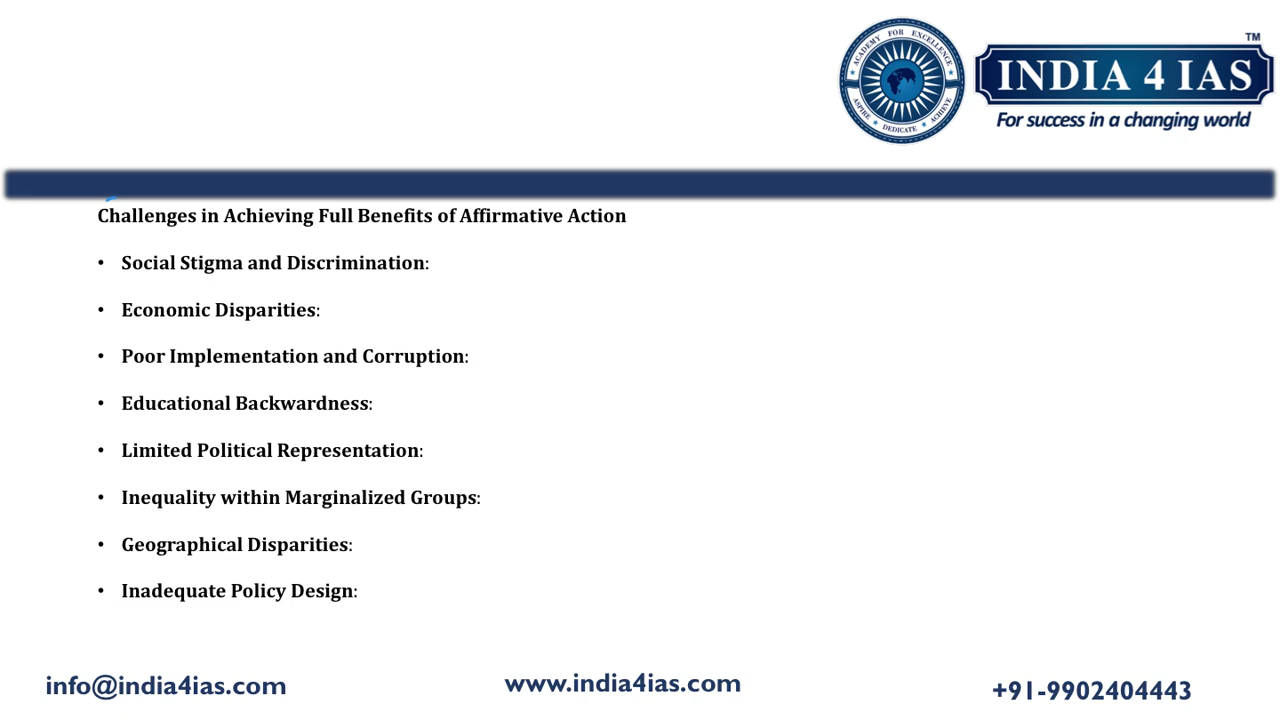 ACADEMY FOR EXCELLENCE
ASPIRE ★ DEDICATE ★ ACHIEVE
TM
INDIA 4 IAS
For success in a changing world
Challenges in Achieving Full Benefits of Affirmative Action
• Social Stigma and Discrimination:
• Economic Disparities:
• Poor Implementation and Corruption:
• Educational Backwardness:
• Limited Political Representation:
• Inequality within Marginalized Groups:
• Geographical Disparities:
• Inadequate Policy Design:
info@india4ias.com
www.india4ias.com
+91-9902404443